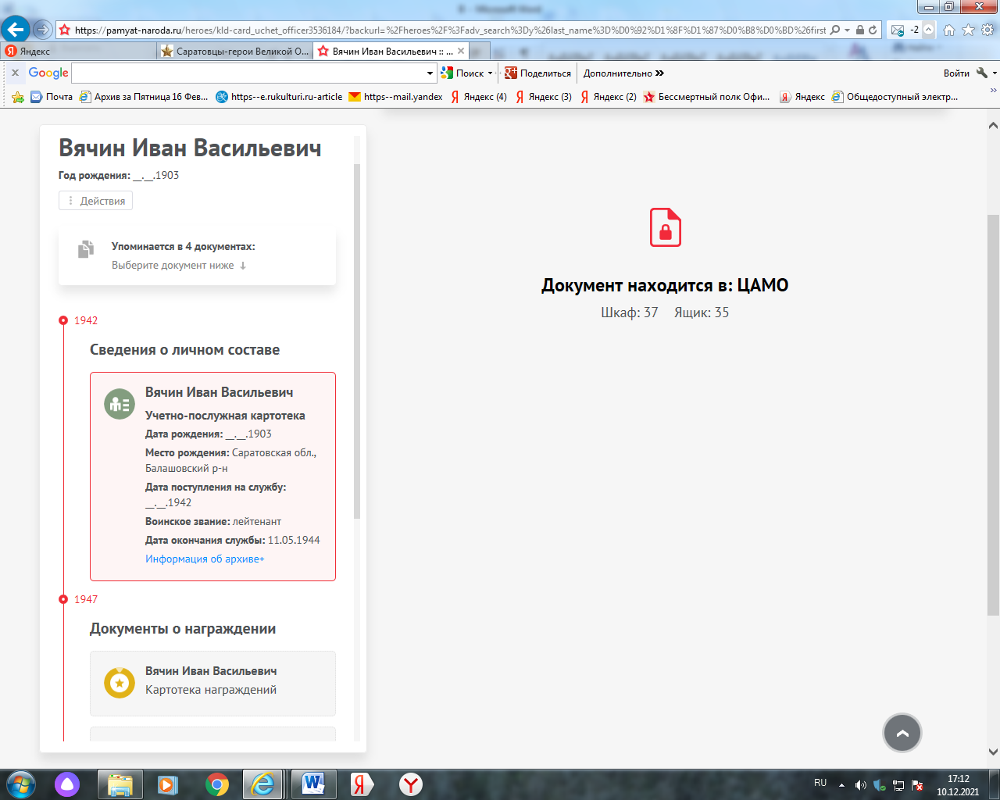 https://pamyat-naroda.ru/heroes/kld-card_uchet_officer3536184/?backurl=%2Fheroes%2F%3Fadv_search%3Dy%26last_name%3D%D0%92%D1%8F%D1%87%D0%B8%D0%BD%26first
-2
Яндекс
Саратовцы-герои Великой О...
Вячин Иван Васильевич :: ...
Google
Поиск
Поделиться
Дополнительно
Войти
Почта
Архив за Пятница 16 Фев...
https--e.rukulturi.ru-article
https--mail.yandex
Яндекс (4)
Яндекс (3)
Яндекс (2)
Бессмертный полк Офи...
Яндекс
Общедоступный электр...
Вячин Иван Васильевич
Год рождения: __.__.1903
Действия
Упоминается в 4 документах:
Выберите документ ниже ↓
1942
Сведения о личном составе
Вячин Иван Васильевич
Учетно-послужная картотека
Дата рождения: __.__.1903
Место рождения: Саратовская обл.,
Балашовский р-н
Дата поступления на службу:
__.__.1942
Воинское звание: лейтенант
Дата окончания службы: 11.05.1944
Информация об архиве+
1947
Документы о награждении
Вячин Иван Васильевич
Картотека награждений
Документ находится в: ЦАМО
Шкаф: 37 Ящик: 35
RU
17:12
10.12.2021